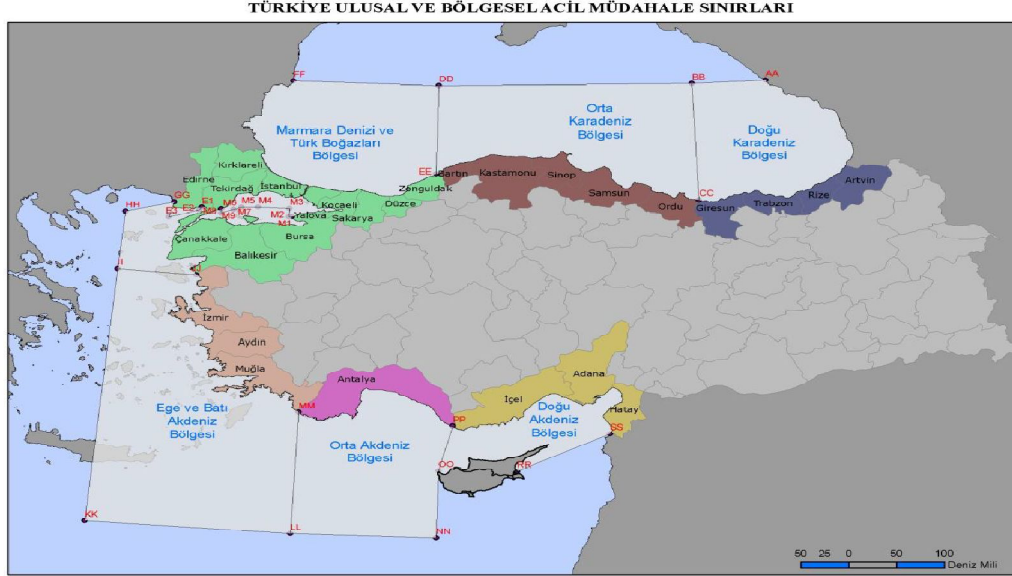 TÜRKİYE ULUSAL VE BÖLGESEL ACİL MÜDAHALE SINIRLARI
FF
DD
BB
AA
Marmara Denizi ve
Türk Boğazları
Bölgesi
Orta
Karadeniz
Bölgesi
Doğu
Karadeniz
Bölgesi
EE
CC
Kırklareli
Edirne
Tekirdağ
İstanbul
Kocaeli
Yalova
Sakarya
Düzce
Zonguldak
Bartın
Kastamonu
Sinop
Samsun
Ordu
Giresun
Trabzon
Rize
Artvin
GG
HH
E1
E2
E3
M6
M5
M4
M3
M8
M9
M7
M2
M1
Çanakkale
Balıkesir
Bursa
II
İzmir
Aydın
Muğla
Antalya
İçel
Adana
Hatay
MM
PP
SS
Ege ve Batı
Akdeniz
Bölgesi
Orta Akdeniz
Bölgesi
Doğu
Akdeniz
Bölgesi
OO
RR
KK
LL
NN
50 25 0 50 100
Deniz Mili